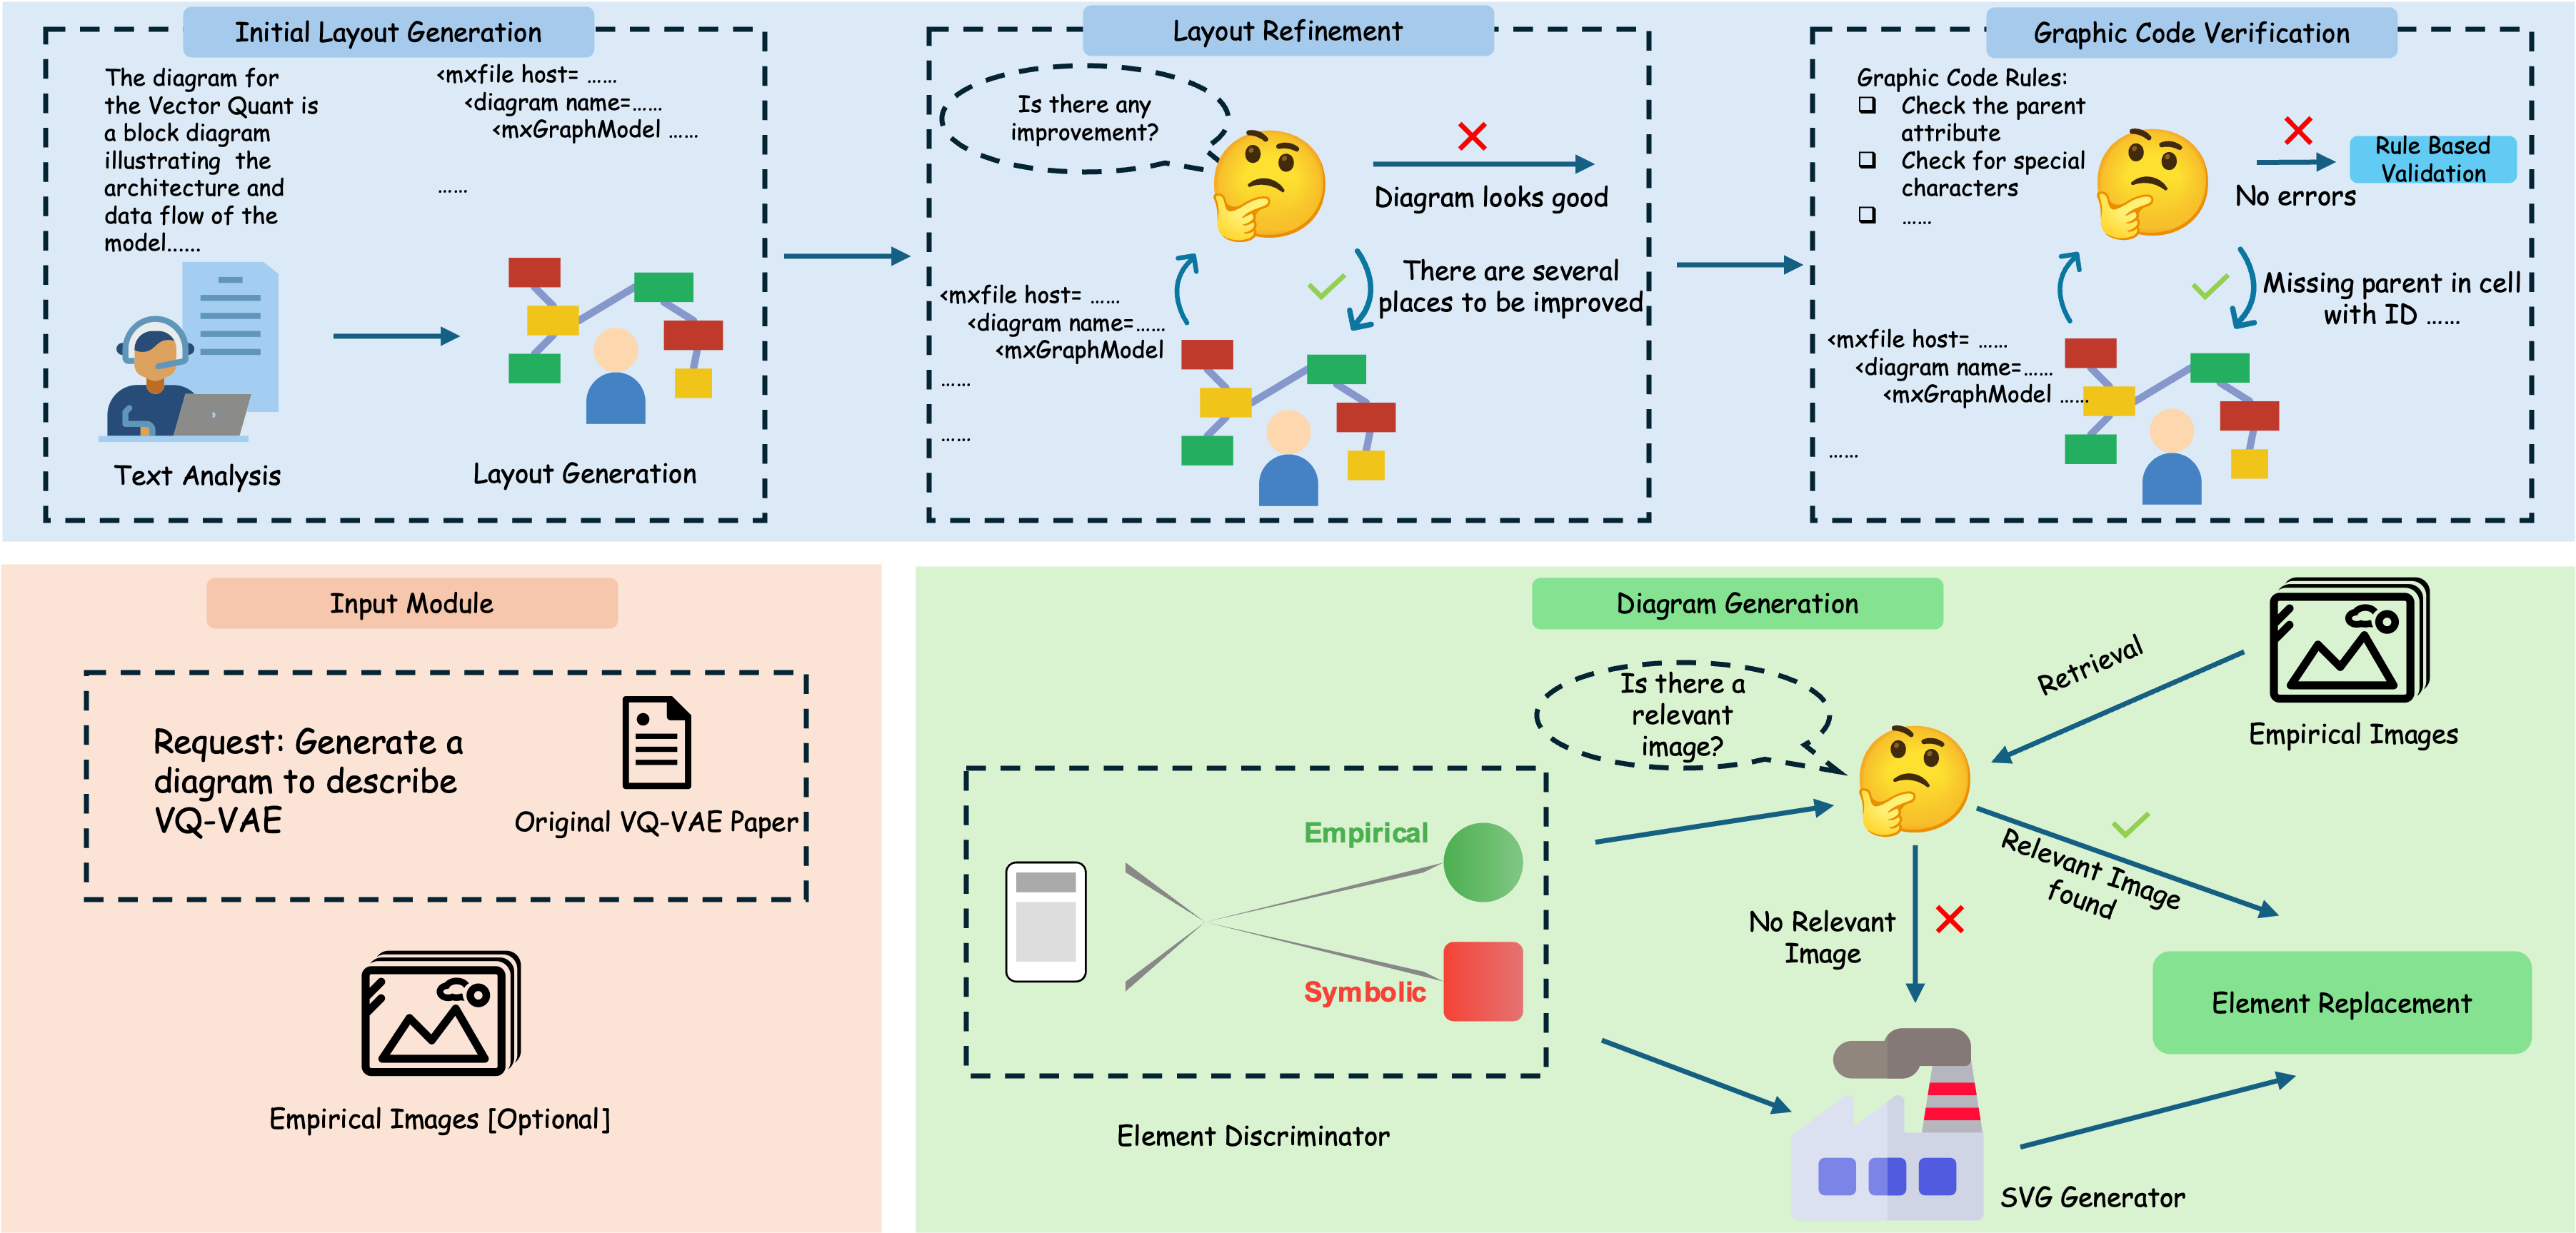 Initial Layout Generation
The diagram for
the Vector Quant is
a block diagram
illustrating the
architecture and
data flow of the
model......
<mxfile host= ......
<diagram name=......
<mxGraphModel ......
......
Text Analysis
Layout Generation
Layout Refinement
Is there any
improvement?
Diagram looks good
There are several
places to be improved
<mxfile host= ......
<diagram name=......
<mxGraphModel
......
......
Graphic Code Verification
Graphic Code Rules:
Check the parent
attribute
Check for special
characters
......
Rule Based
Validation
No errors
Missing parent in cell
with ID ......
<mxfile host= ......
<diagram name=......
<mxGraphModel ......
......
Input Module
Request: Generate a
diagram to describe
VQ-VAE
Original VQ-VAE Paper
Empirical Images [Optional]
Diagram Generation
Is there a
relevant
image?
Retrieval
Empirical Images
Empirical
Symbolic
Element Discriminator
Relevant Image
found
No Relevant
Image
Element Replacement
SVG Generator